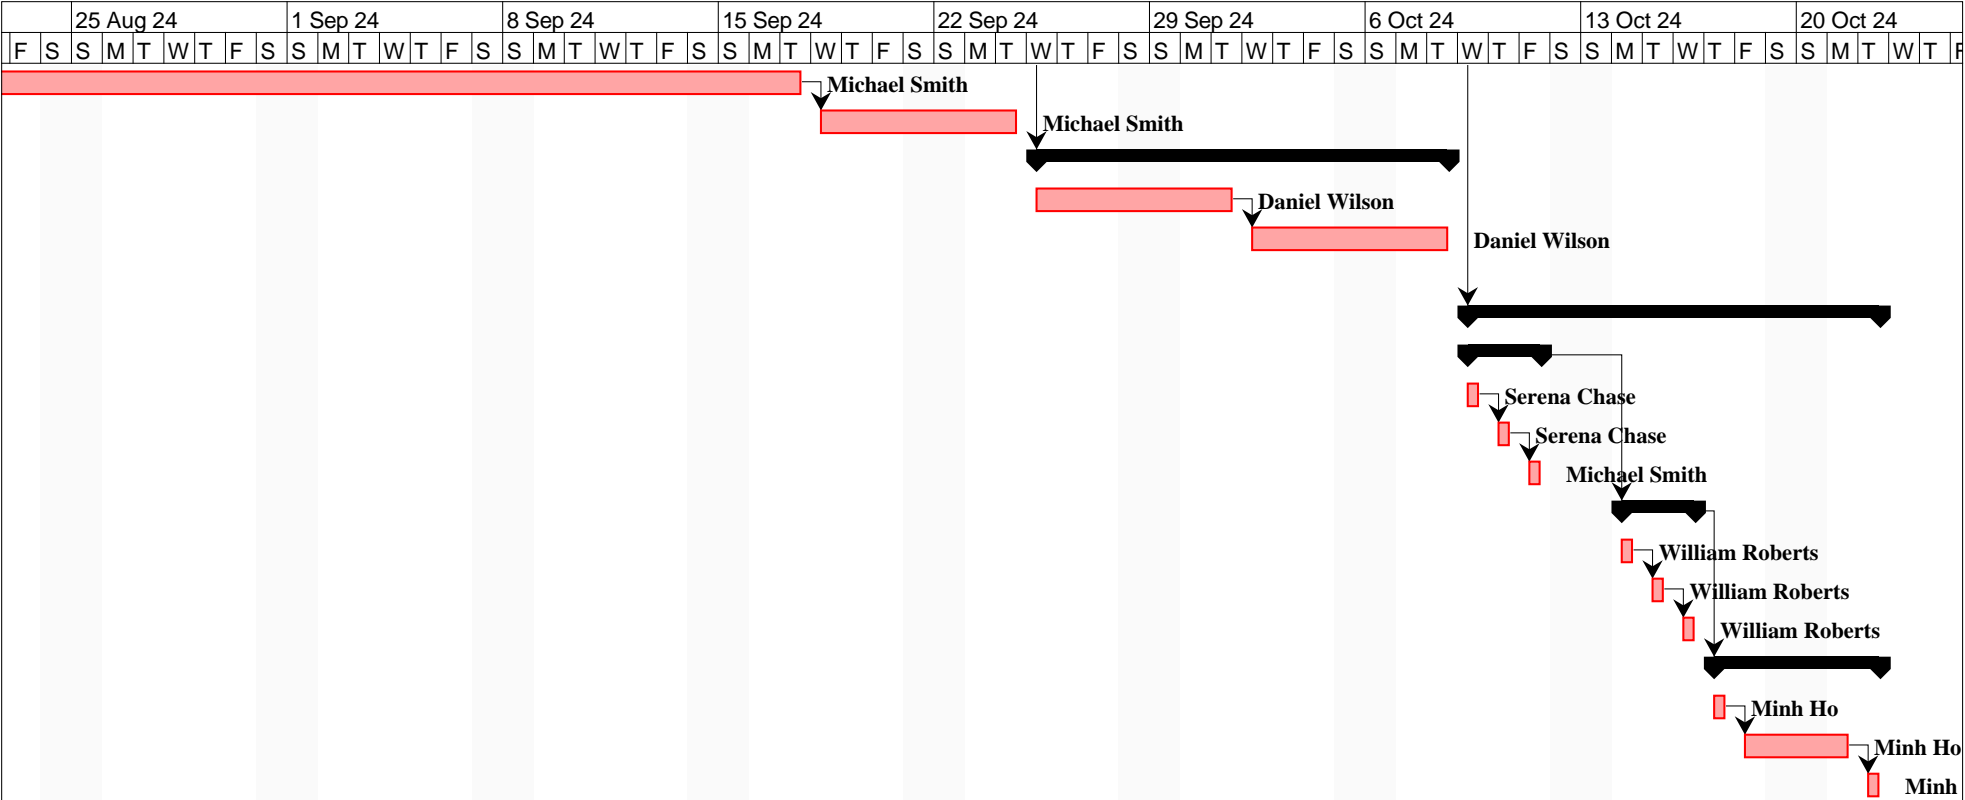 25 Aug 24 1 Sep 24 8 Sep 24 15 Sep 24 22 Sep 24 29 Sep 24 6 Oct 24 13 Oct 24 20 Oct 24
F S S M T W T F S S M T W T F S S M T W T F S S M T W T F S S M T W T F S S M T W T F S S M T W T F S S M T W T F S S M T W T F
Michael Smith
Michael Smith
Daniel Wilson
Daniel Wilson
Serena Chase
Serena Chase
Michael Smith
William Roberts
William Roberts
William Roberts
Minh Ho
Minh Ho
Minh